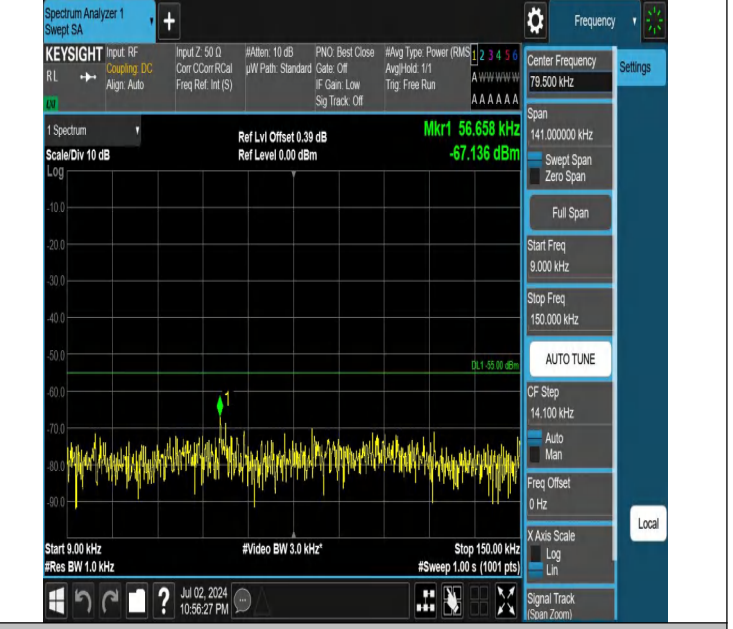 Spectrum Analyzer 1
Swept SA
Frequency
KEYSIGHT
RL
Input: RF
Coupling: DC
Align: Auto
Input Z: 50 Ω
Corr CCorr RCal
Freq Ref: Int (S)
#Atten: 10 dB
µW Path: Standard
PNO: Best Close
Gate: Off
IF Gain: Low
Sig Track: Off
#Avg Type: Power (RMS
Avg|Hold: 1/1
Trig: Free Run
1 2 3 4 5 6
A W W W W W
A A A A A A
1 Spectrum
Scale/Div 10 dB
Log
Ref Lvl Offset 0.39 dB
Ref Level 0.00 dBm
Mkr1 56.658 kHz
-67.136 dBm
-10.0
-20.0
-30.0
-40.0
-50.0
-60.0
-70.0
-80.0
-90.0
DL1 -55.00 dBm
1
Start 9.00 kHz
#Res BW 1.0 kHz
#Video BW 3.0 kHz*
Stop 150.00 kHz
#Sweep 1.00 s (1001 pts)
Jul 02, 2024
10:56:27 PM
Center Frequency
79.500 kHz
Settings
Span
141.000000 kHz
Swept Span
Zero Span
Full Span
Start Freq
9.000 kHz
Stop Freq
150.000 kHz
AUTO TUNE
CF Step
14.100 kHz
Auto
Man
Freq Offset
0 Hz
X Axis Scale
Log
Lin
Local
Signal Track
(Span Zoom)